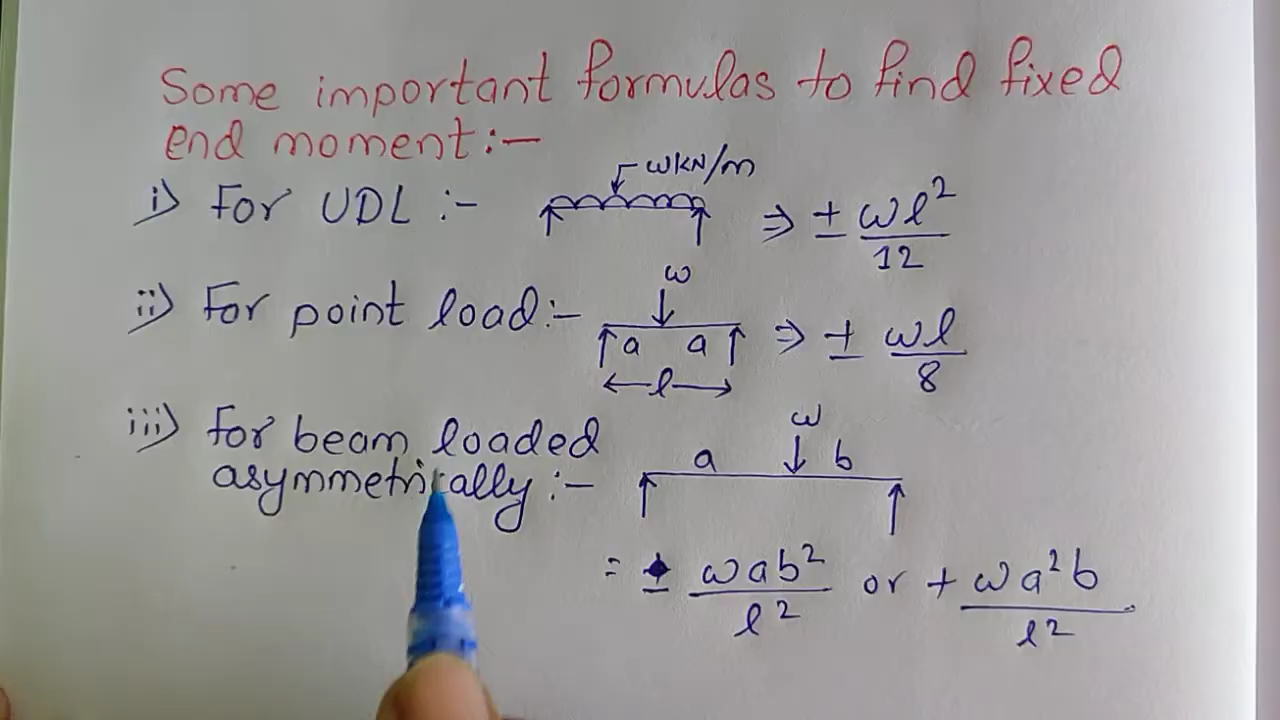 Some important formulas to find fixed
end moment:-
i) For UDL :- wKN/m ⇒ ± wl²/12
ii) For point load:- w a a l ⇒ ± wl/8
iii) For beam loaded
asymmetrically :- a w b
= ± wab²/l² or + wa²b/l²